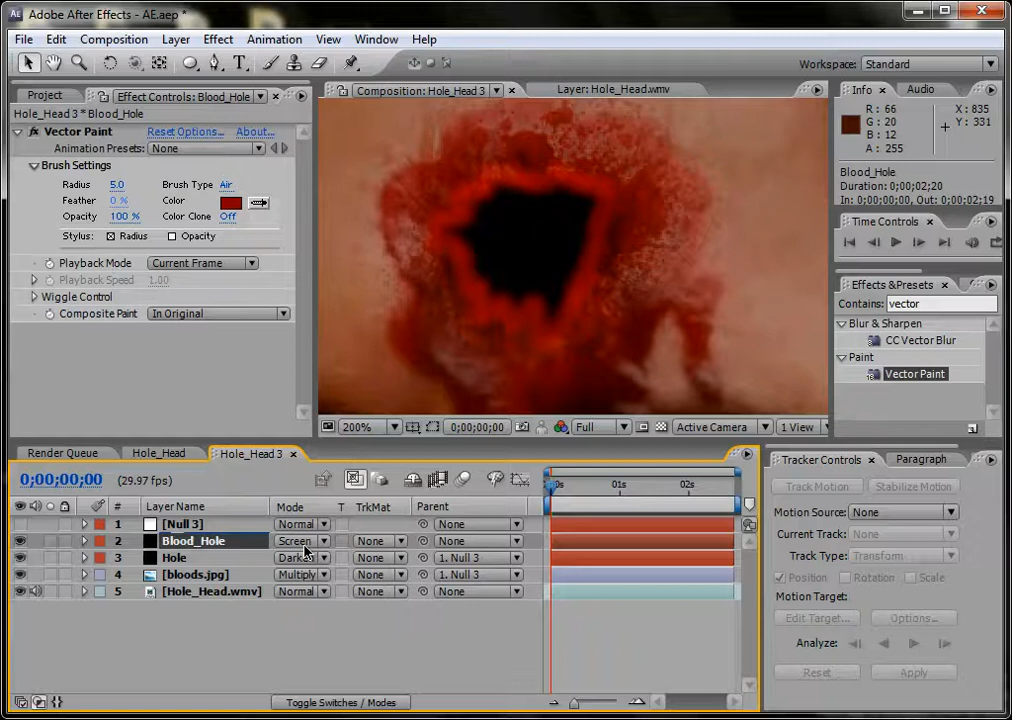 Adobe After Effects - AE.aep *
File Edit Composition Layer Effect Animation View Window Help
Workspace: Standard
Project Effect Controls: Blood_Hole
Hole_Head 3 * Blood_Hole
Vector Paint Reset Options... About...
Animation Presets: None
Brush Settings
Radius 5.0 Brush Type Air
Feather 0 % Color
Opacity 100 % Color Clone Off
Stylus: Radius Opacity
Playback Mode Current Frame
Playback Speed 1.00
Wiggle Control
Composite Paint In Original
Composition: Hole_Head 3 Layer: Hole_Head.wmv
200% 0;00;00;00 Full Active Camera 1 View
Info Audio
R: 66 X: 835
G: 20 Y: 331
B: 12
A: 255
Blood_Hole
Duration: 0;00;02;20
In: 0;00;00;00, Out: 0;00;02;19
Time Controls
Effects & Presets
Contains: vector
Blur & Sharpen
CC Vector Blur
Paint
Vector Paint
Render Queue Hole_Head Hole_Head 3
0;00;00;00 (29.97 fps)
0s 01s 02s
# Layer Name Mode T TrkMat Parent
1 [Null 3] Normal None
2 Blood_Hole Screen None None
3 Hole None 1. Null 3
4 [bloods.jpg] Multiply None 1. Null 3
5 [Hole_Head.wmv] Normal None None
Toggle Switches / Modes
Tracker Controls Paragraph
Track Motion Stabilize Motion
Motion Source: None
Current Track: None
Track Type: Transform
Position Rotation Scale
Motion Target:
Edit Target... Options...
Analyze:
Reset Apply